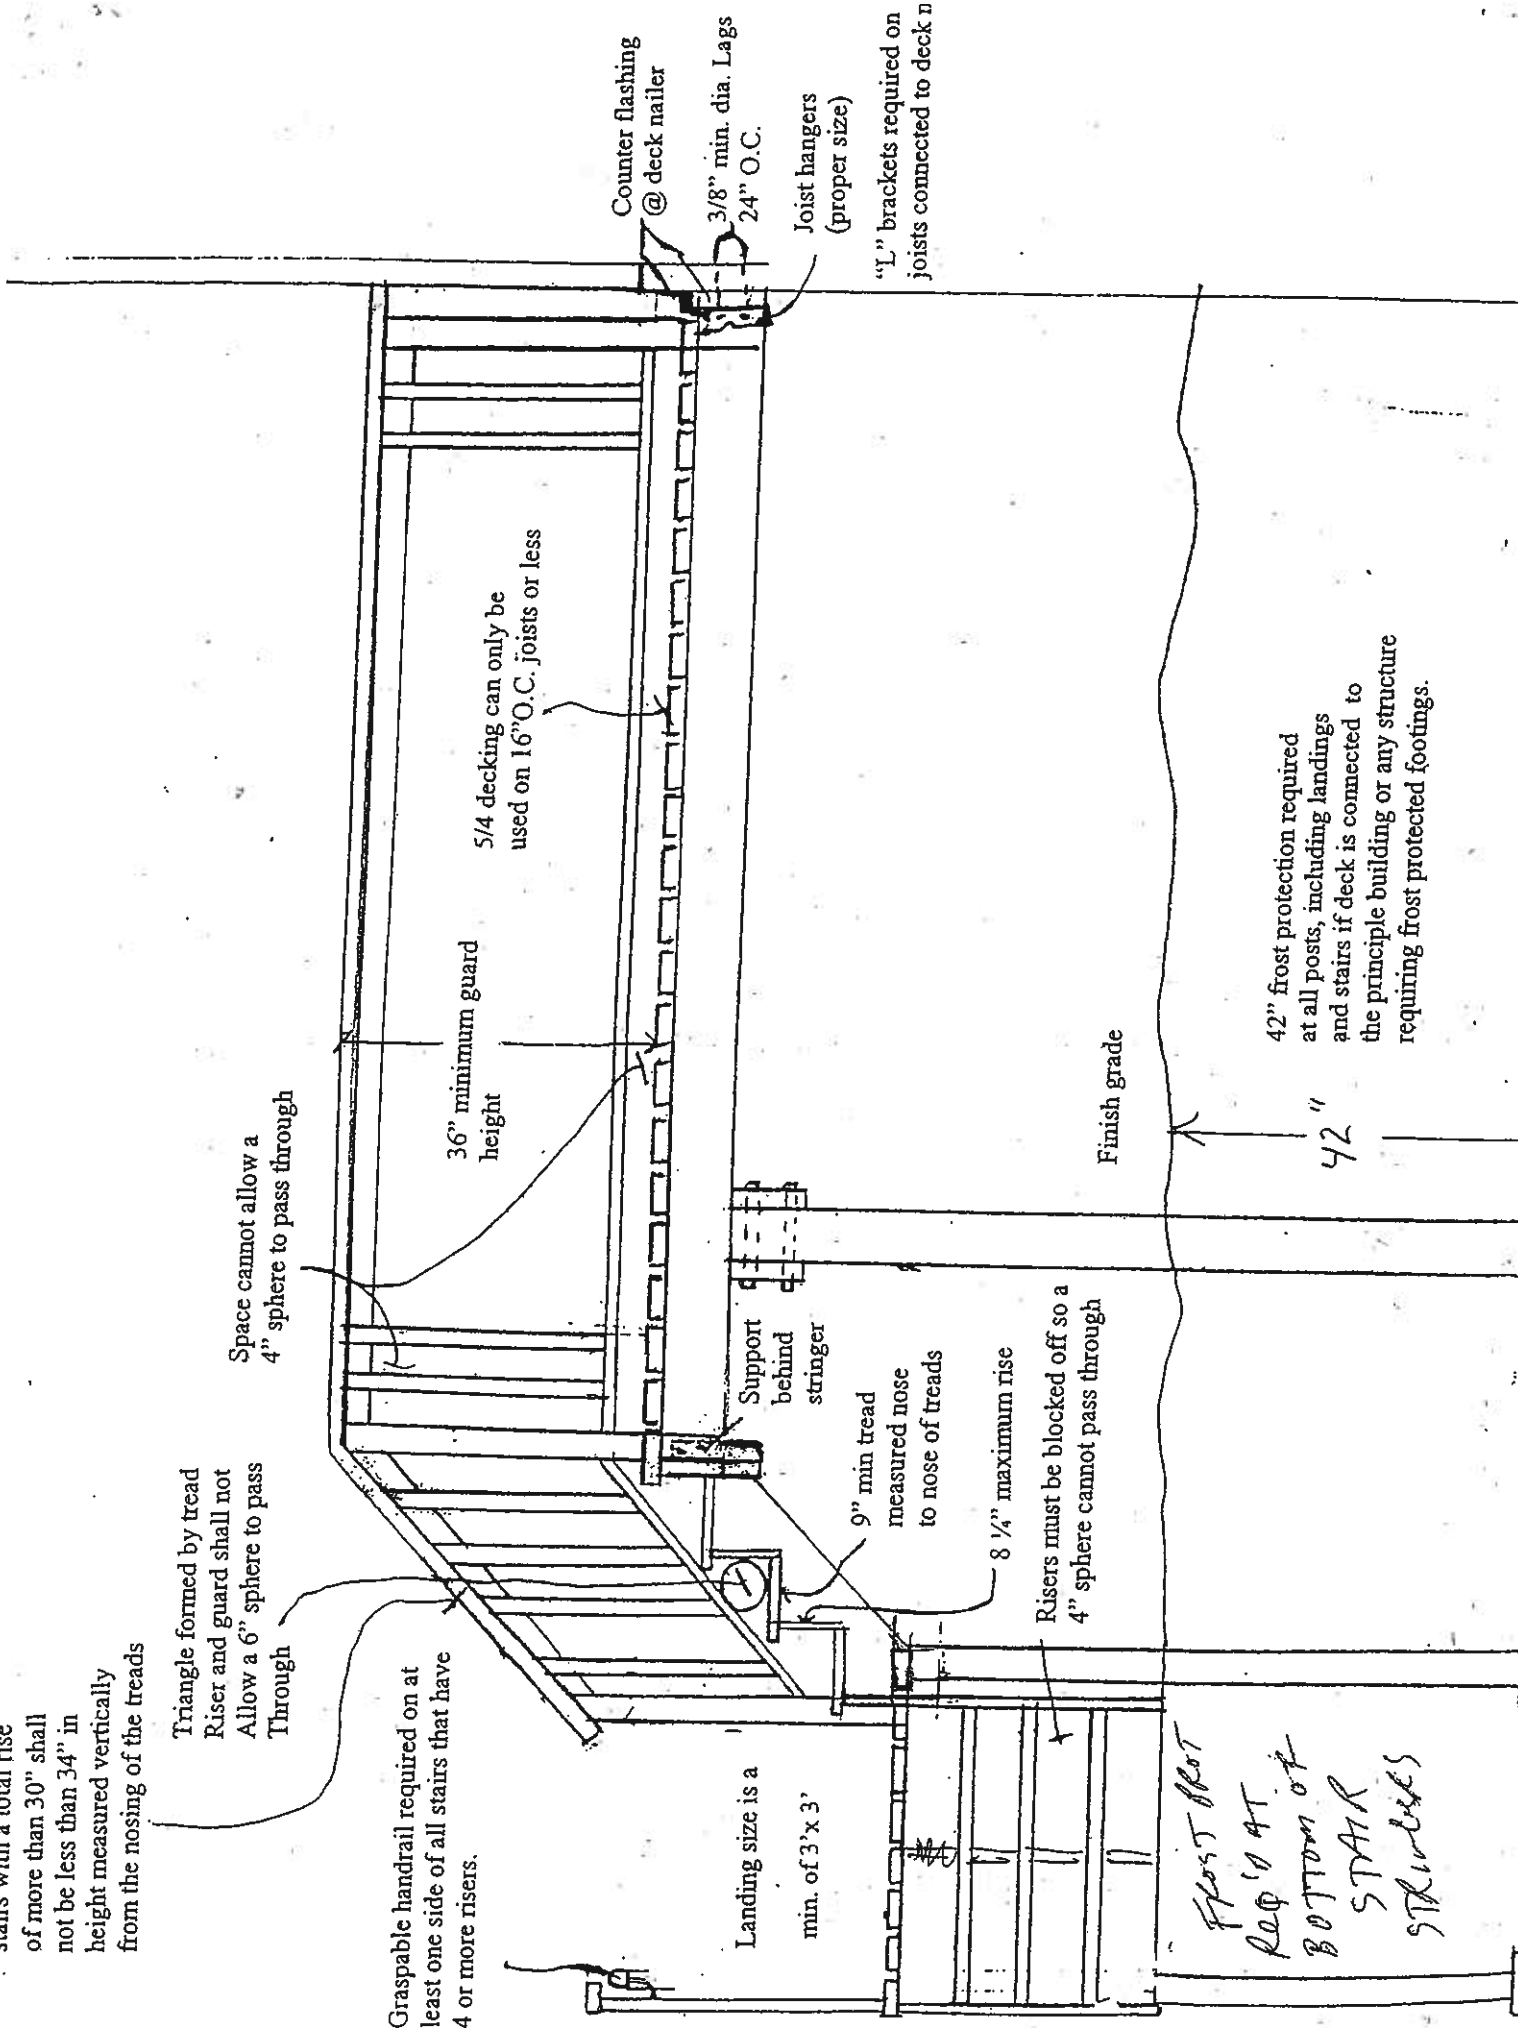 stairs with a total rise
of more than 30" shall
not be less than 34" in
height measured vertically
from the nosing of the treads
Triangle formed by tread
Riser and guard shall not
Allow a 6" sphere to pass
Through
Space cannot allow a
4" sphere to pass through
Graspable handrail required on at
least one side of all stairs that have
4 or more risers.
36" minimum guard
height
5/4 decking can only be
used on 16"O.C. joists or less
Counter flashing
@ deck nailer
3/8" min. dia. Lags
24" O.C.
Joist hangers
(proper size)
"L" brackets required on
joists connected to deck
Support
behind
stringer
9" min tread
measured nose
to nose of treads
8 ¼" maximum rise
Risers must be blocked off so a
4" sphere cannot pass through
Landing size is a
min. of 3'x 3'
Finish grade
42"
42" frost protection required
at all posts, including landings
and stairs if deck is connected to
the principle building or any structure
requiring frost protected footings.
FROST PROT
REQ'D AT
BOTTOM OF
STAIR
STRINGERS